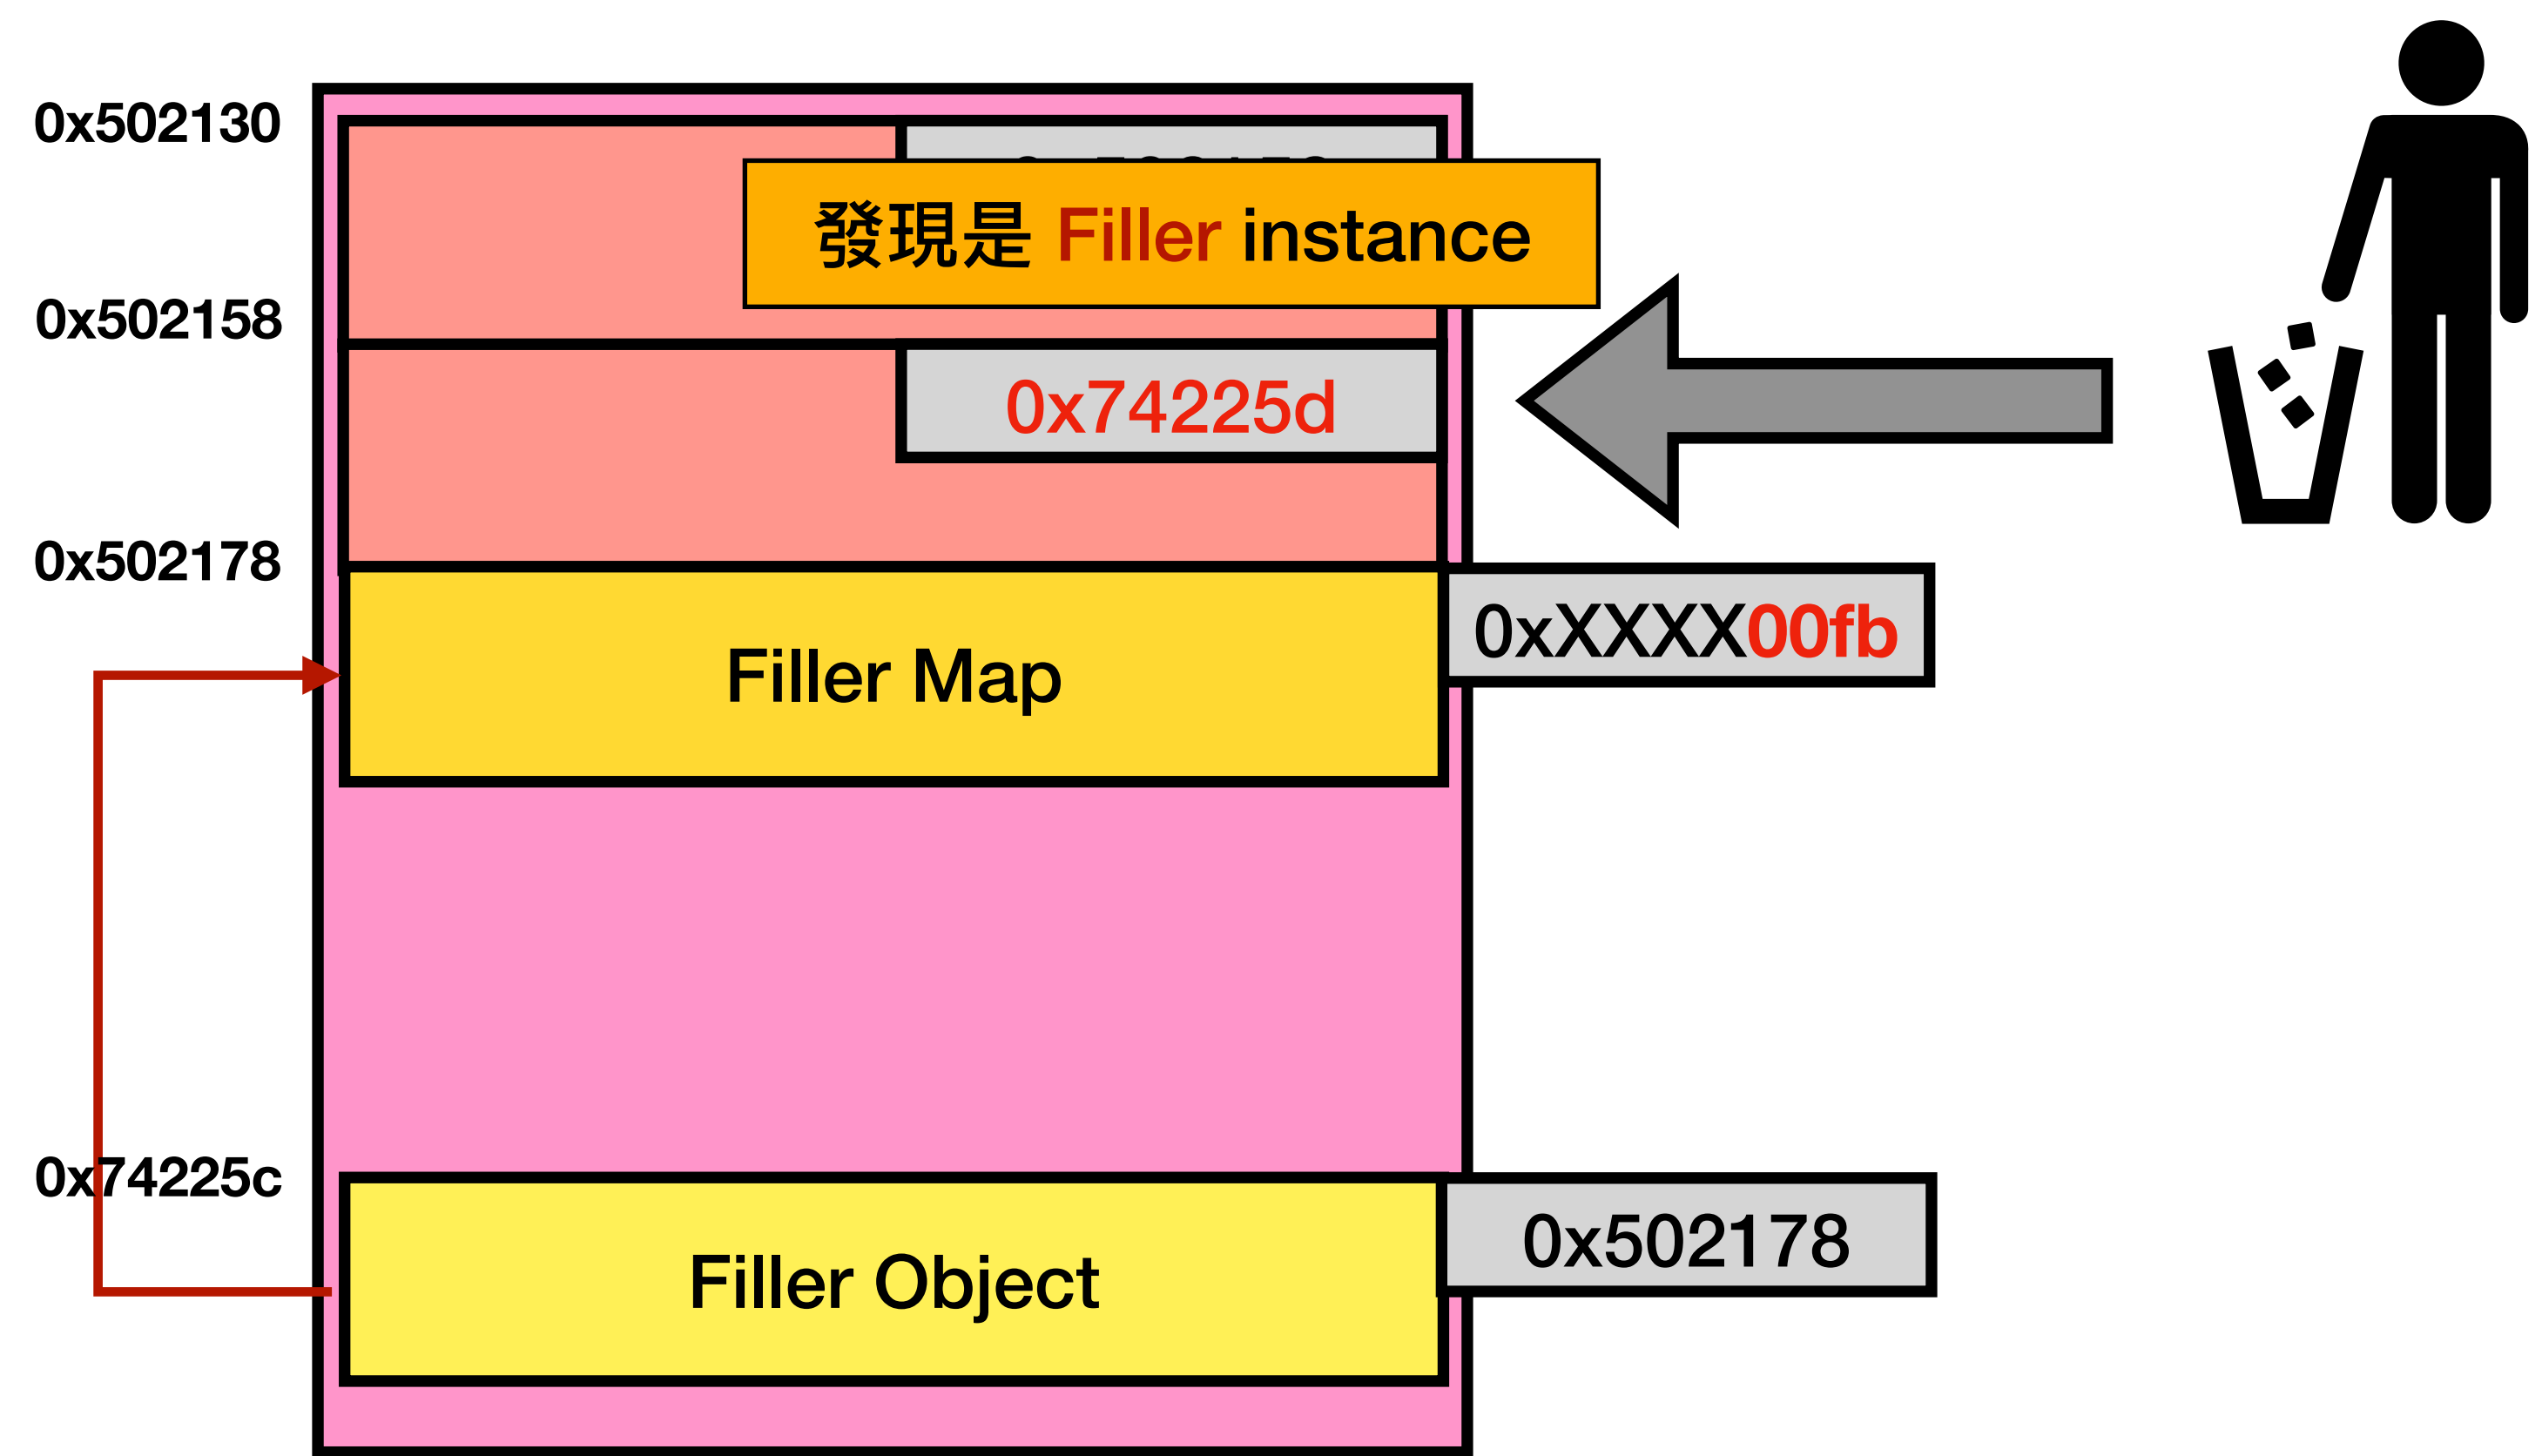 0x502130
發現是 Filler instance
0x502158
0x74225d
0x502178
0xXXXX00fb
Filler Map
0x74225c
0x502178
Filler Object